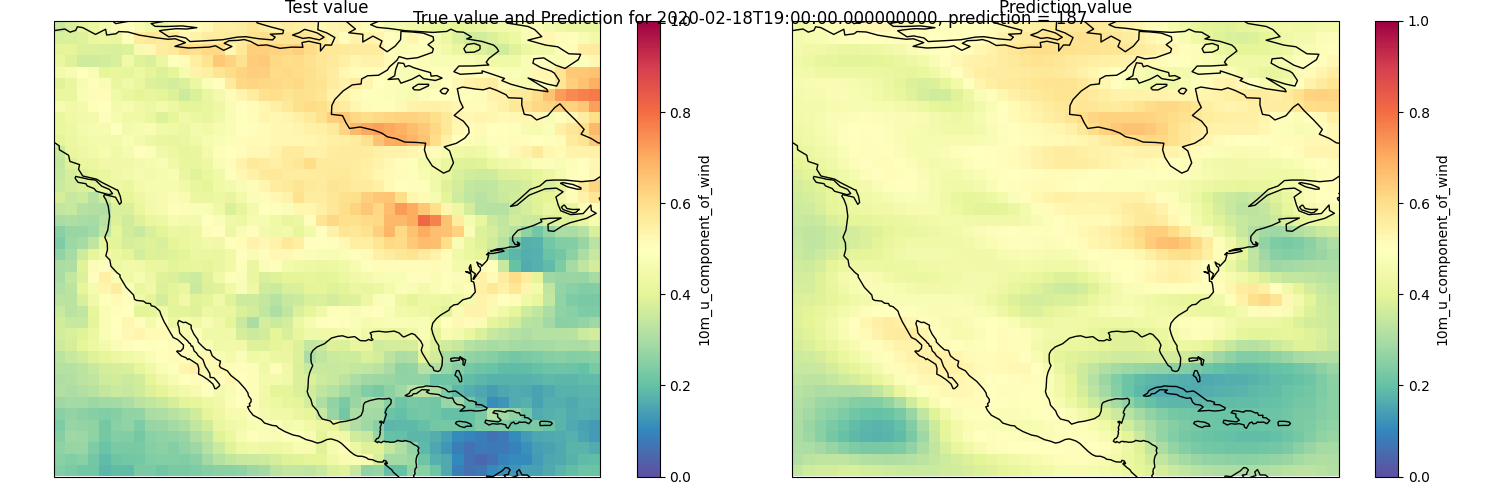 Test value
True value and Prediction for 2020-02-18T19:00:00.000000000, prediction = 187
Prediction value
1.0
0.8
0.6
0.4
0.2
0.0
10m_u_component_of_wind
1.0
0.8
0.6
0.4
0.2
0.0
10m_u_component_of_wind